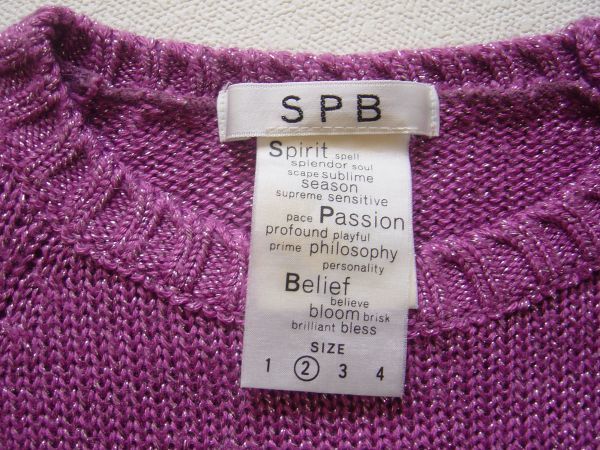 SPB
Spirit spell
splendor soul
scape sublime
season
supreme sensitive
pace Passion
profound playful
prime philosophy
personality
Belief
believe
bloom brisk
brilliant bless
SIZE
1 2 3 4